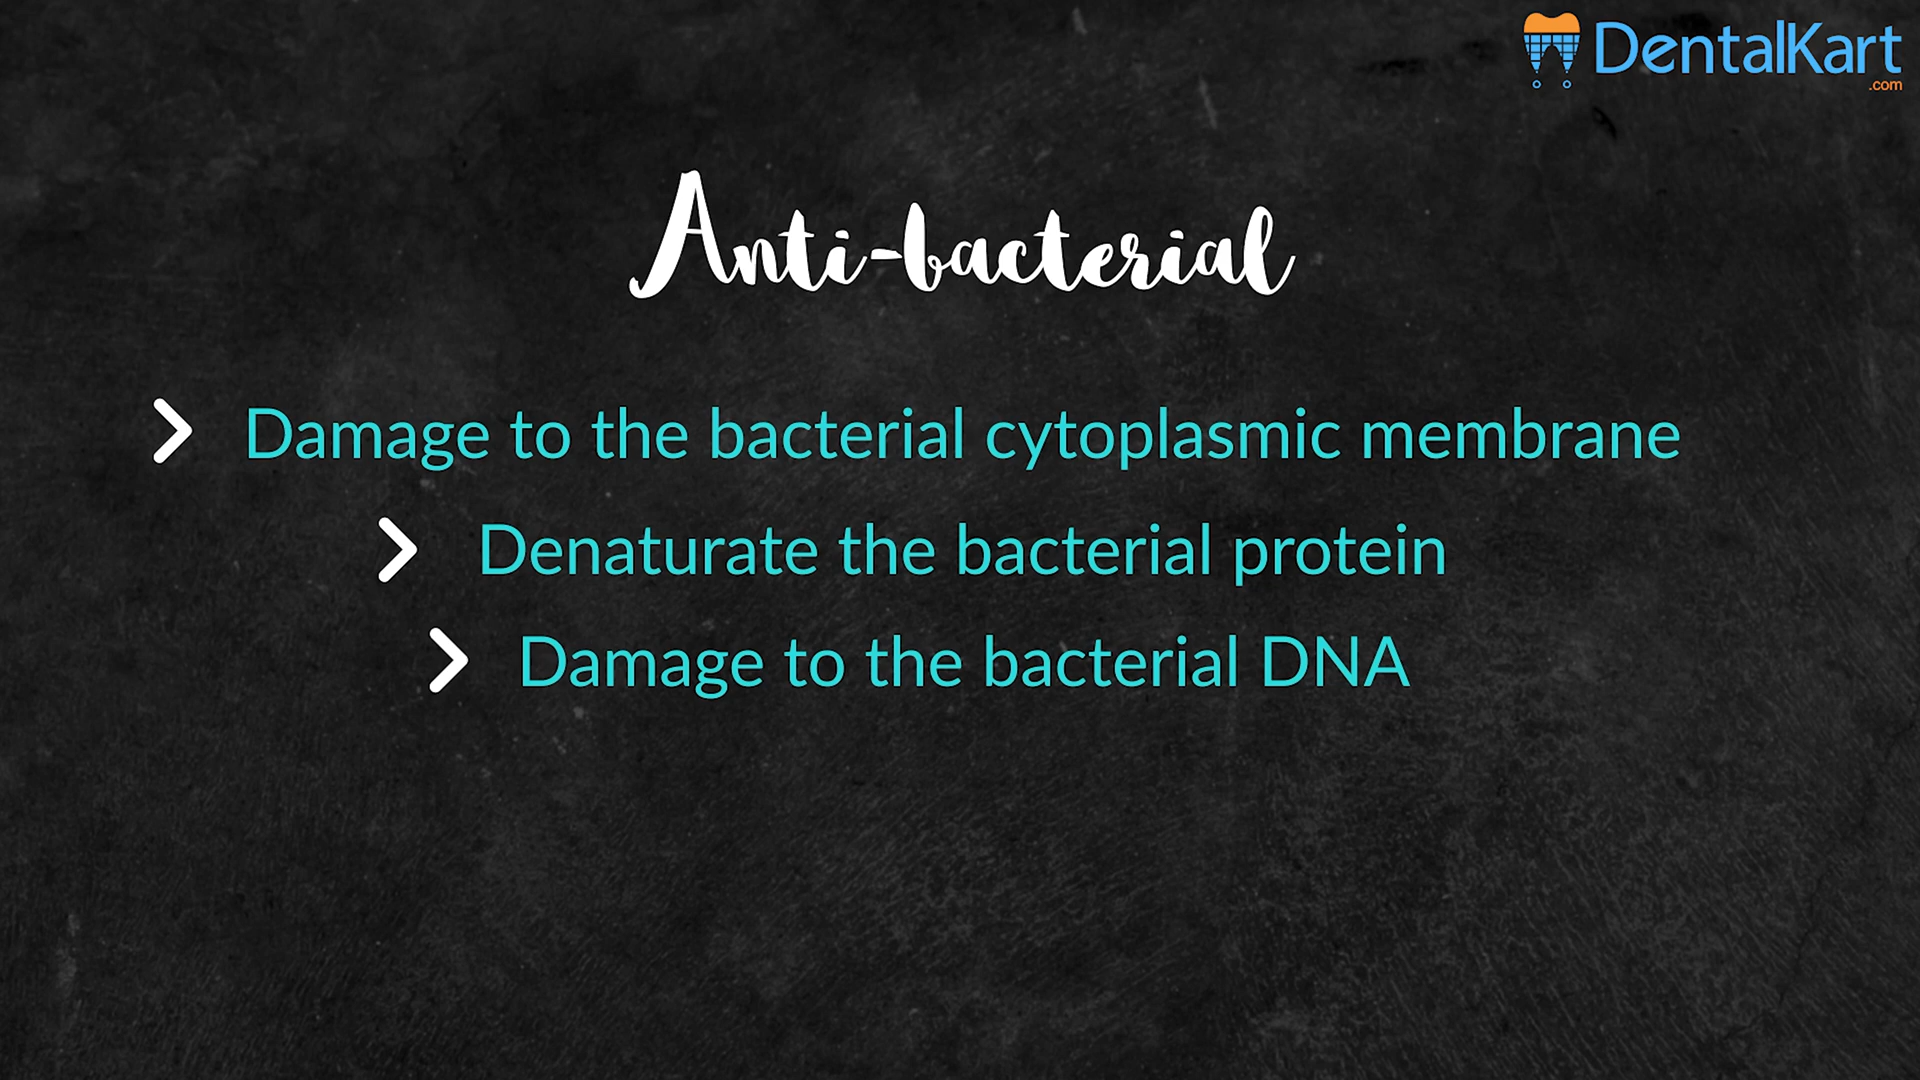 DentalKart
.com
Anti-bacterial
Damage to the bacterial cytoplasmic membrane
Denaturate the bacterial protein
Damage to the bacterial DNA